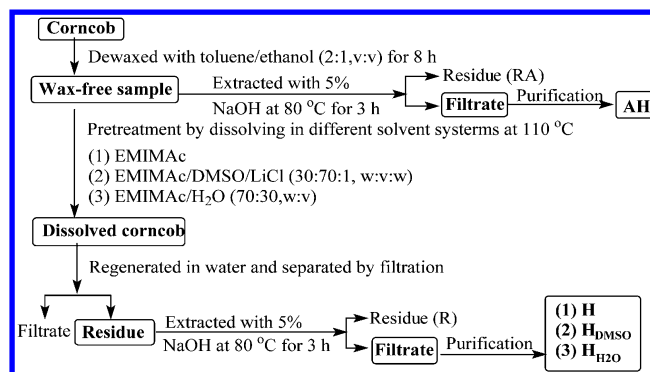 Corncob
Dewaxed with toluene/ethanol (2:1,v:v) for 8 h
Wax-free sample
Extracted with 5%
NaOH at 80 °C for 3 h
Residue (RA)
Filtrate
Purification
AH
Pretreatment by dissolving in different solvent systerms at 110 °C
(1) EMIMAc
(2) EMIMAc/DMSO/LiCl (30:70:1, w:v:w)
(3) EMIMAc/H₂O (70:30,w:v)
Dissolved corncob
Regenerated in water and separated by filtration
Filtrate
Residue
Extracted with 5%
NaOH at 80 °C for 3 h
Residue (R)
Filtrate
Purification
(1) H
(2) H_DMSO
(3) H_H2O